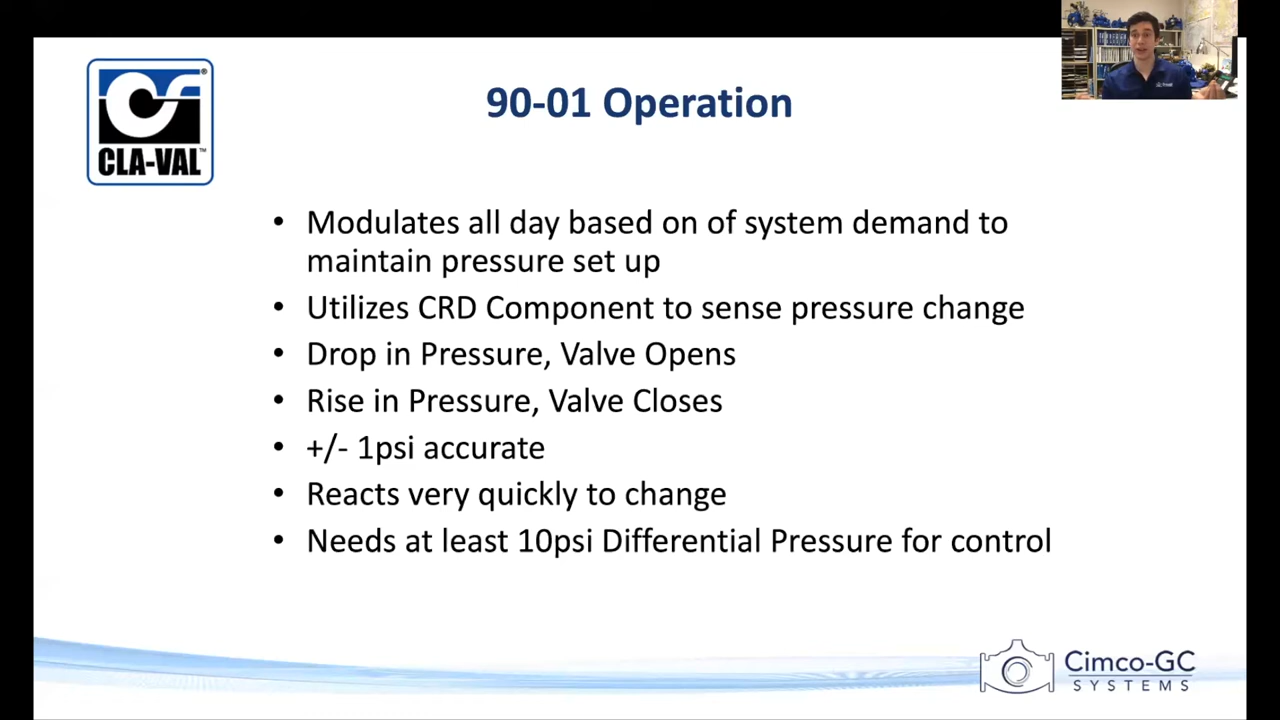 90-01 Operation
CLA-VAL
• Modulates all day based on of system demand to
maintain pressure set up
• Utilizes CRD Component to sense pressure change
• Drop in Pressure, Valve Opens
• Rise in Pressure, Valve Closes
• +/- 1psi accurate
• Reacts very quickly to change
• Needs at least 10psi Differential Pressure for control
Cimco-GC
SYSTEMS